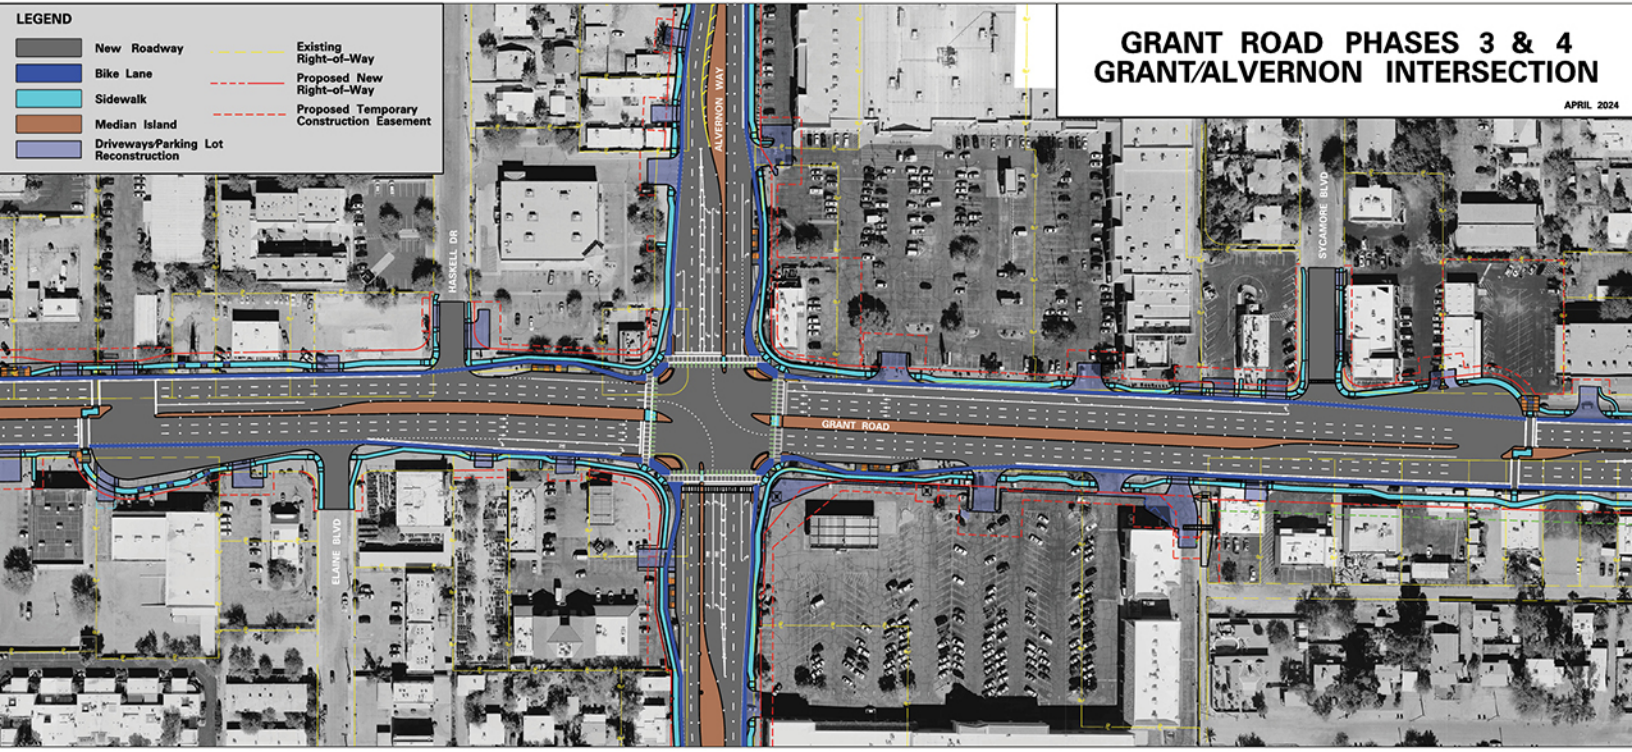 LEGEND
New Roadway
Bike Lane
Sidewalk
Median Island
Driveways/Parking Lot
Reconstruction
Existing
Right-of-Way
Proposed New
Right-of-Way
Proposed Temporary
Construction Easement
GRANT ROAD PHASES 3 & 4
GRANT/ALVERNON INTERSECTION
APRIL 2024
ALVERNON WAY
HASKELL DR
SYCAMORE BLVD
GRANT ROAD
ELAINE BLVD